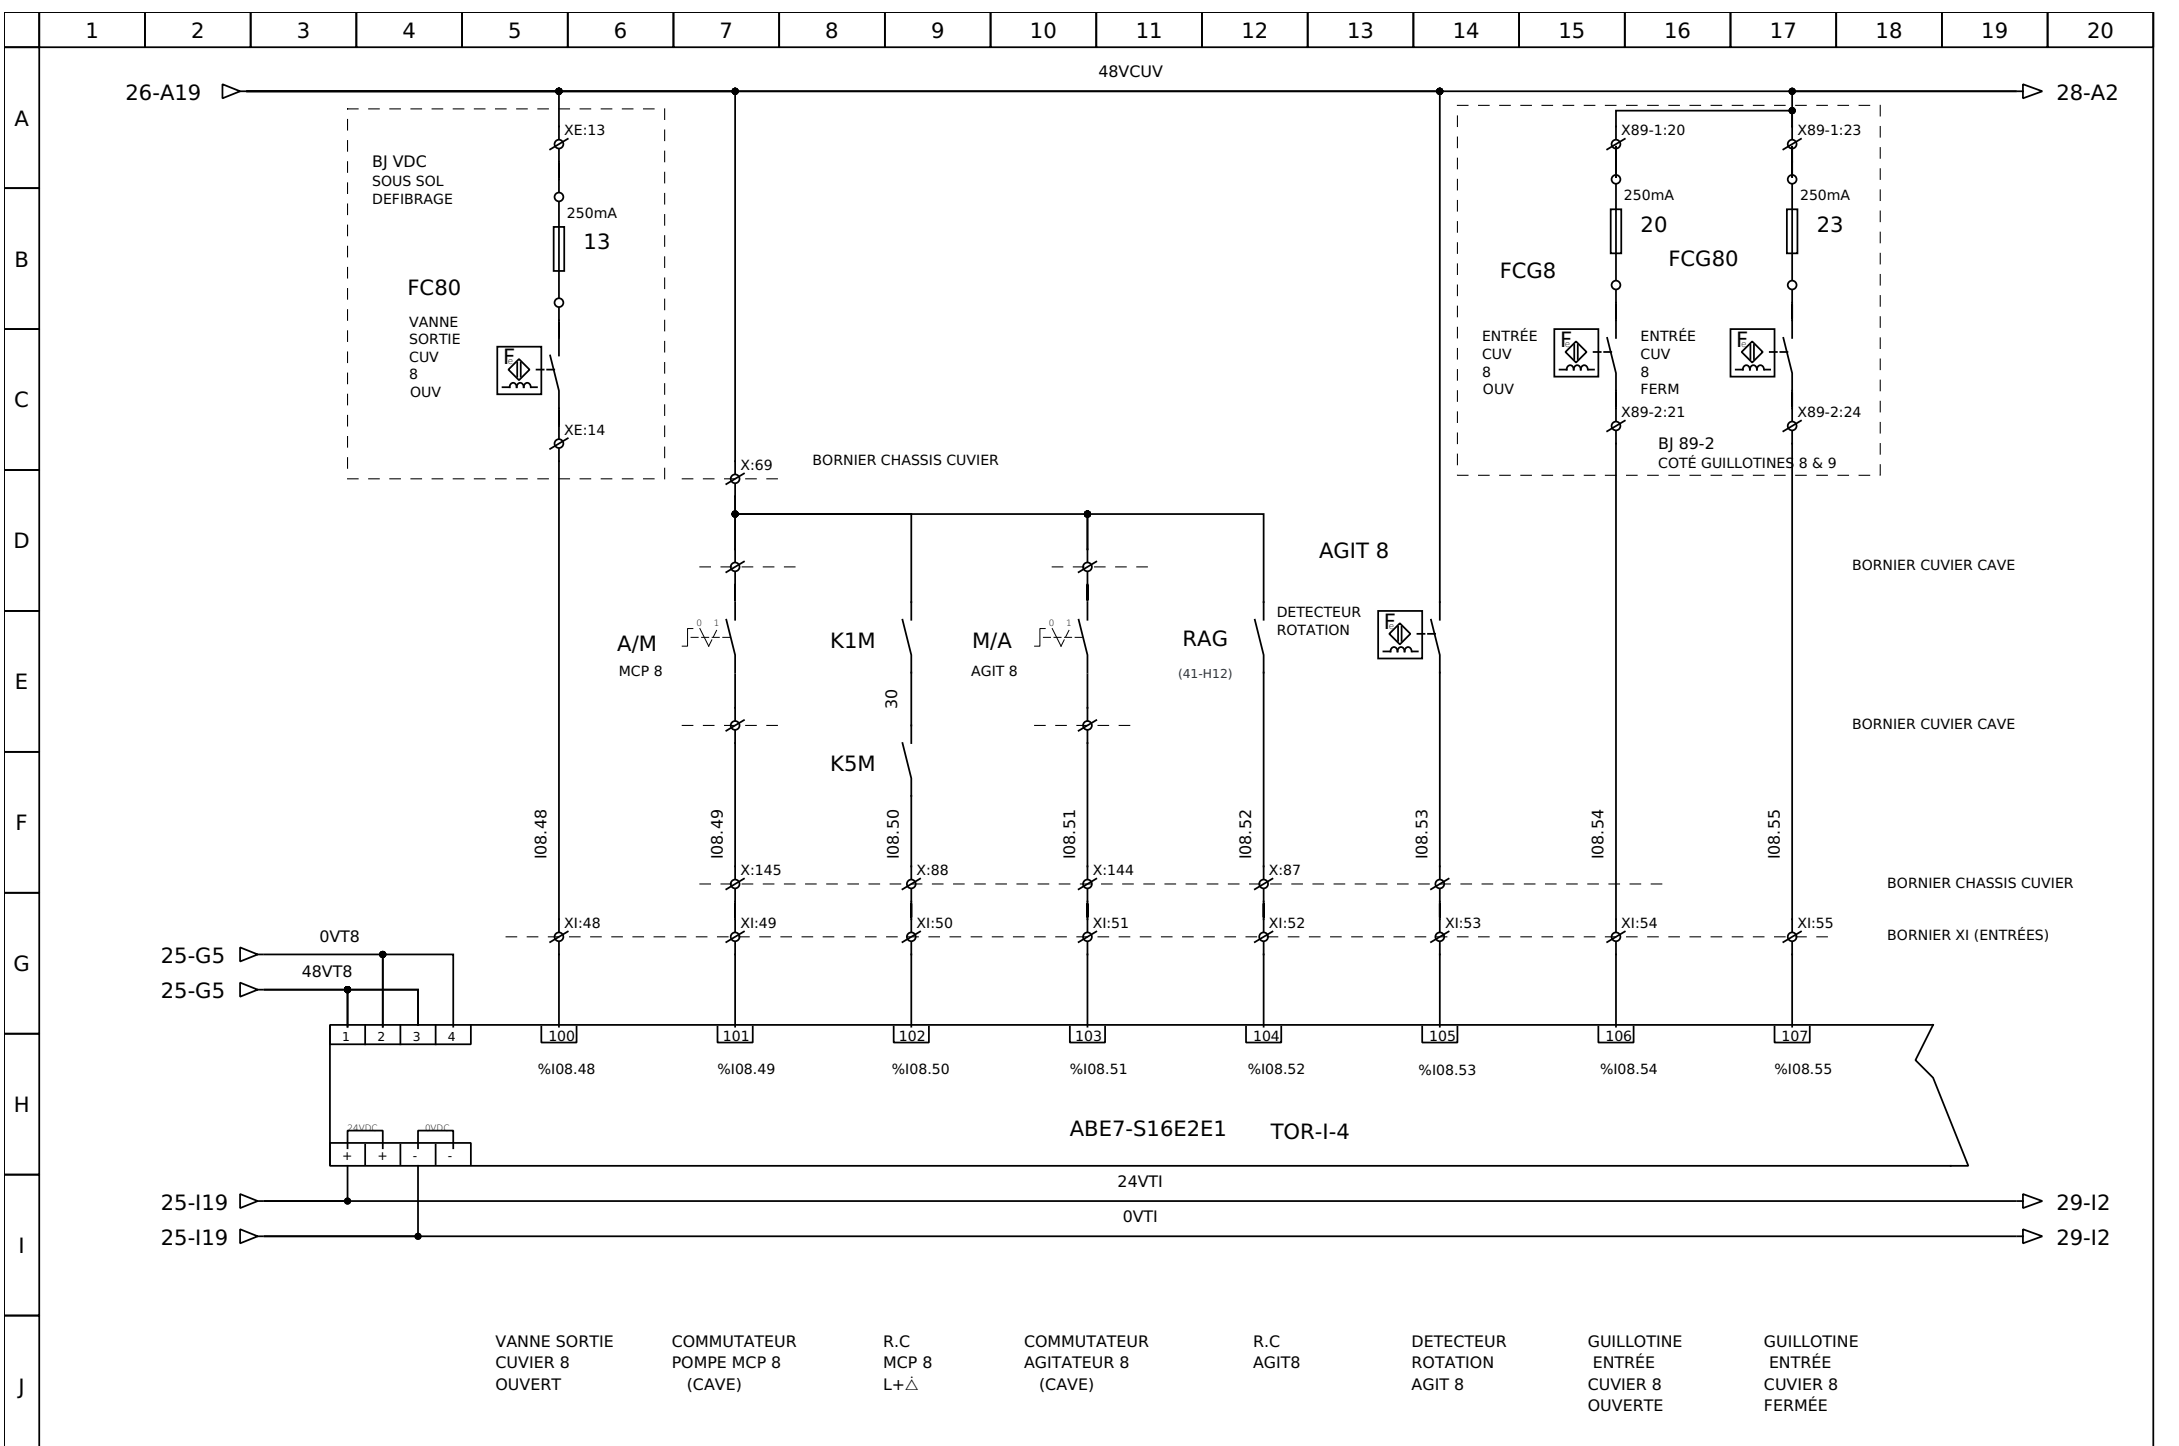 1 2 3 4 5 6 7 8 9 10 11 12 13 14 15 16 17 18 19 20
48VCUV
26-A19
28-A2
A
XE:13
X89-1:20
X89-1:23
BJ VDC
SOUS SOL
DEFIBRAGE
250mA
13
250mA
20
250mA
23
B
FCG80
FCG8
FC80
VANNE
SORTIE
CUV
8
OUV
Fe
ENTRÉE
CUV
8
OUV
Fe
ENTRÉE
CUV
8
FERM
Fe
C
X89-2:21
X89-2:24
XE:14
BJ 89-2
COTÉ GUILLOTINES 8 & 9
X:69
BORNIER CHASSIS CUVIER
D
AGIT 8
BORNIER CUVIER CAVE
DETECTEUR
ROTATION
Fe
A/M
MCP 8
0 1
K1M
M/A
AGIT 8
0 1
RAG
(41-H12)
E
30
BORNIER CUVIER CAVE
K5M
F
I08.48
I08.49
I08.50
I08.51
I08.52
I08.53
I08.54
I08.55
X:145
X:88
X:144
X:87
BORNIER CHASSIS CUVIER
XI:48
XI:49
XI:50
XI:51
XI:52
XI:53
XI:54
XI:55
BORNIER XI (ENTRÉES)
G
0VT8
25-G5
48VT8
25-G5
1 2 3 4
100 101 102 103 104 105 106 107
%I08.48
%I08.49
%I08.50
%I08.51
%I08.52
%I08.53
%I08.54
%I08.55
H
ABE7-S16E2E1
TOR-I-4
24VDC
0VDC
+ + - -
24VTI
25-I19
29-I2
0VTI
25-I19
29-I2
I
J
VANNE SORTIE
CUVIER 8
OUVERT
COMMUTATEUR
POMPE MCP 8
(CAVE)
R.C
MCP 8
L+△
COMMUTATEUR
AGITATEUR 8
(CAVE)
R.C
AGIT8
DETECTEUR
ROTATION
AGIT 8
GUILLOTINE
ENTRÉE
CUVIER 8
OUVERTE
GUILLOTINE
ENTRÉE
CUVIER 8
FERMÉE